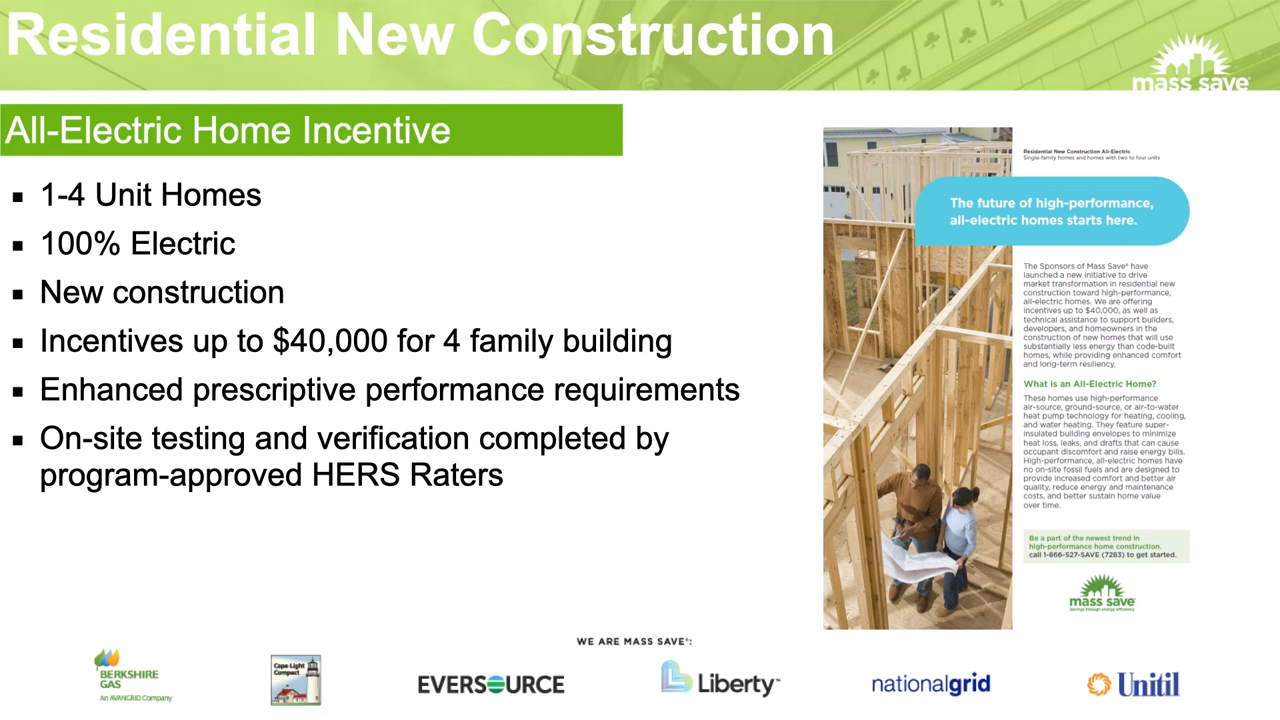 Residential New Construction
mass save
All-Electric Home Incentive
▪ 1-4 Unit Homes
▪ 100% Electric
▪ New construction
▪ Incentives up to $40,000 for 4 family building
▪ Enhanced prescriptive performance requirements
▪ On-site testing and verification completed by
program-approved HERS Raters
Residential New Construction All-Electric
Single-family homes and homes with two to four units
The future of high-performance,
all-electric homes starts here.
The Sponsors of Mass Save® have
launched a new initiative to drive
market transformation in residential new
construction toward high-performance,
all-electric homes. We are offering
incentives up to $40,000, as well as
technical assistance to support builders,
developers, and homeowners in the
construction of new homes that will use
substantially less energy than code-built
homes, while providing enhanced comfort
and long-term resiliency.
What is an All-Electric Home?
These homes use high-performance
air-source, ground-source, or air-to-water
heat pump technology for heating, cooling,
and water heating. They feature super-
insulated building envelopes to minimize
heat loss, leaks, and drafts that can cause
occupant discomfort and raise energy bills.
High-performance, all-electric homes have
no on-site fossil fuels and are designed to
provide increased comfort and better air
quality, reduce energy and maintenance
costs, and better sustain home value
over time.
Be a part of the newest trend in
high-performance home construction.
call 1-866-527-SAVE (7283) to get started.
mass save
savings through energy efficiency
WE ARE MASS SAVE®:
BERKSHIRE
GAS
An AVANGRID Company
Cape Light
Compact
EVERSOURCE
Liberty™
nationalgrid
Unitil